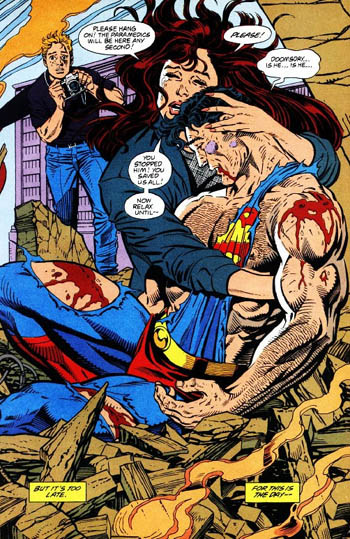 PLEASE HANG
ON! THE PARAMEDICS
WILL BE HERE ANY
SECOND!
PLEASE!
DOOMSDAY...
IS HE... IS HE...
YOU
STOPPED
HIM! YOU
SAVED
US ALL!
NOW
RELAX
UNTIL--
BUT IT'S TOO
LATE.
FOR THIS IS
THE DAY--